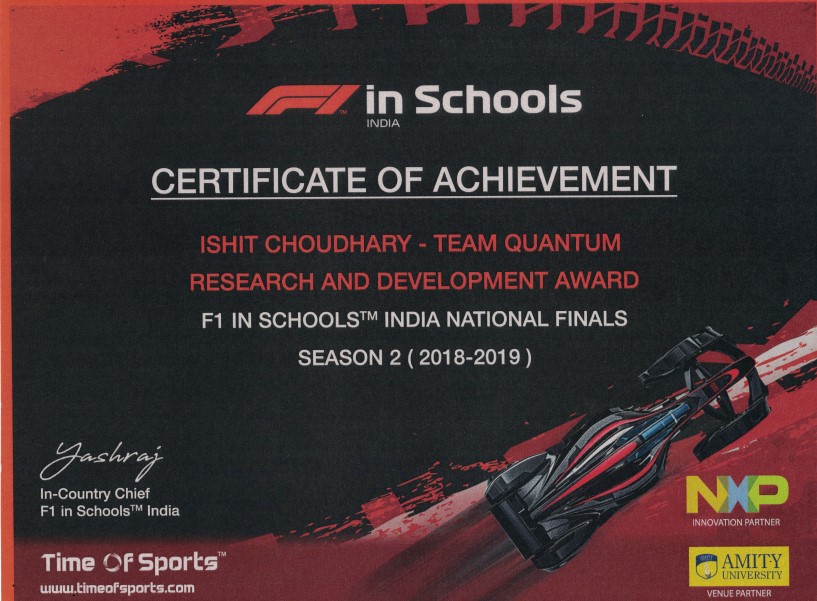 in Schools
INDIA
CERTIFICATE OF ACHIEVEMENT
ISHIT CHOUDHARY - TEAM QUANTUM
RESEARCH AND DEVELOPMENT AWARD
F1 IN SCHOOLS™ INDIA NATIONAL FINALS
SEASON 2 ( 2018-2019 )
Yashraj
In-Country Chief
F1 in Schools™ India
Time Of Sports™
www.timeofsports.com
NXP
INNOVATION PARTNER
AMITY
UNIVERSITY
VENUE PARTNER